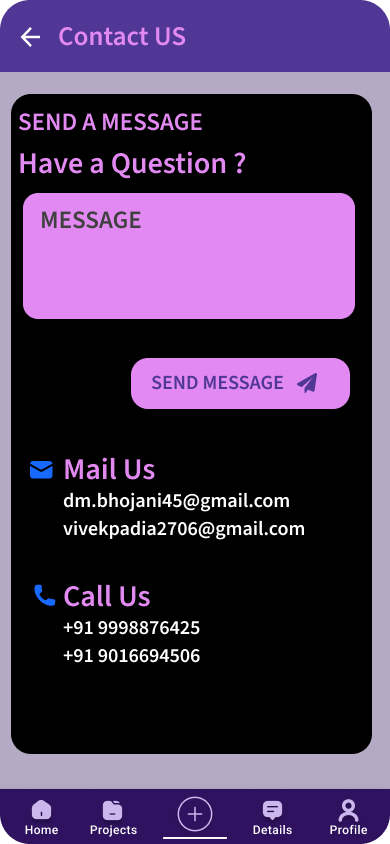 Contact US
SEND A MESSAGE
Have a Question ?
MESSAGE
SEND MESSAGE
Mail Us
dm.bhojani45@gmail.com
vivekpadia2706@gmail.com
Call Us
+91 9998876425
+91 9016694506
Home Projects Details Profile